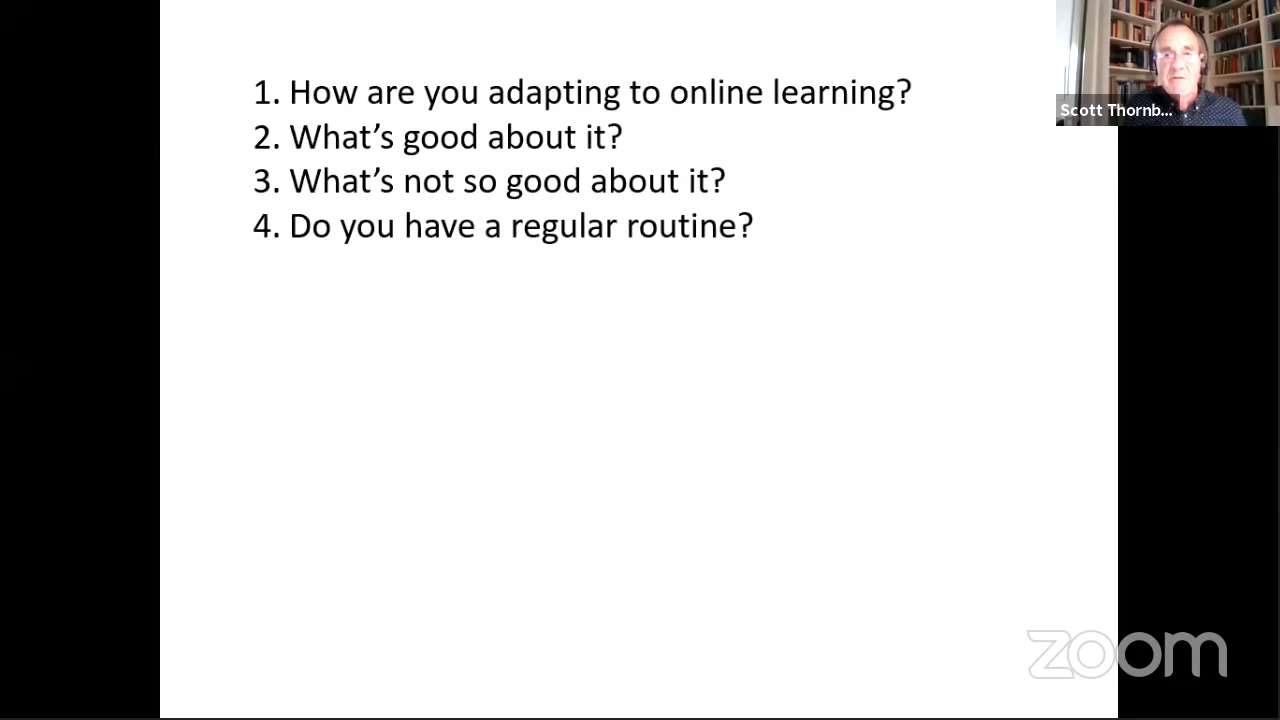 1. How are you adapting to online learning?
2. What’s good about it?
3. What’s not so good about it?
4. Do you have a regular routine?
Scott Thornb...
zoom